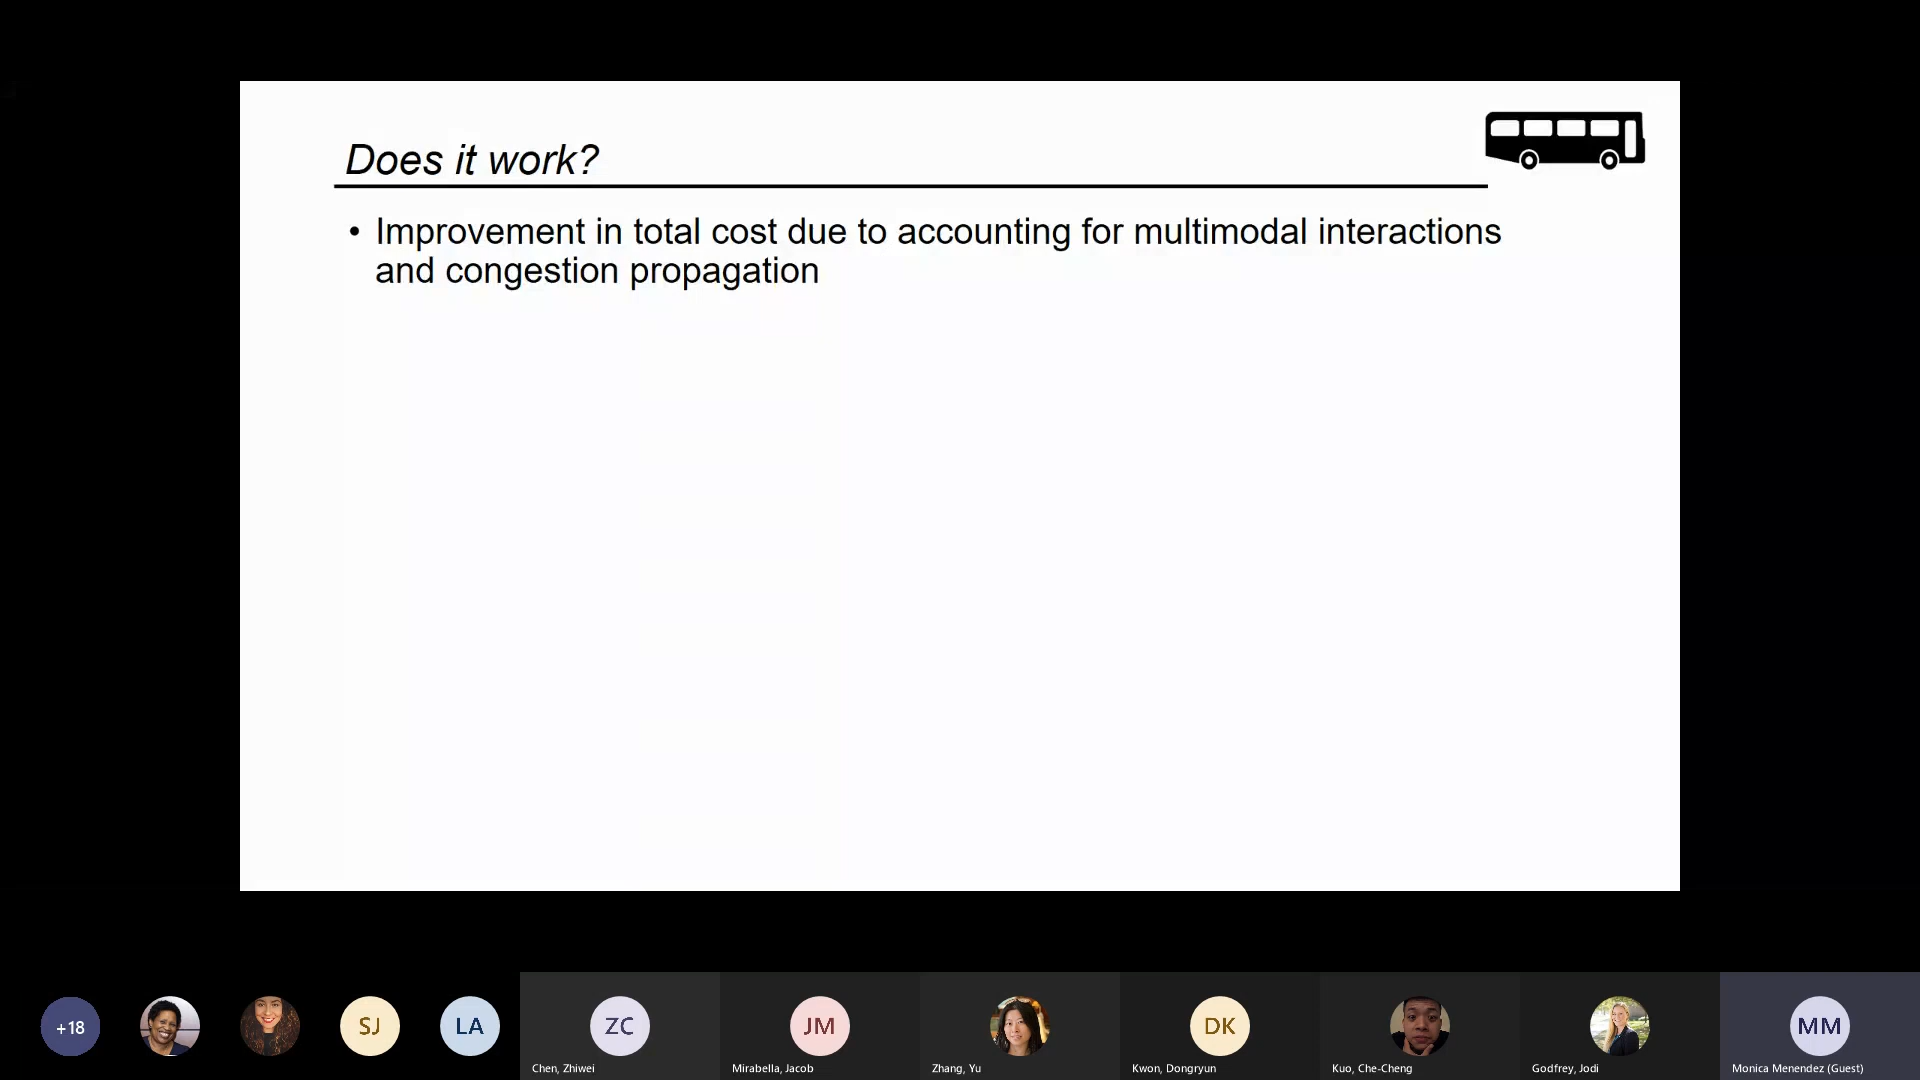 Does it work?
• Improvement in total cost due to accounting for multimodal interactions
and congestion propagation
+18
SJ
LA
ZC
JM
DK
MM
Chen, Zhiwei
Mirabella, Jacob
Zhang, Yu
Kwon, Dongryun
Kuo, Che-Cheng
Godfrey, Jodi
Monica Menendez (Guest)